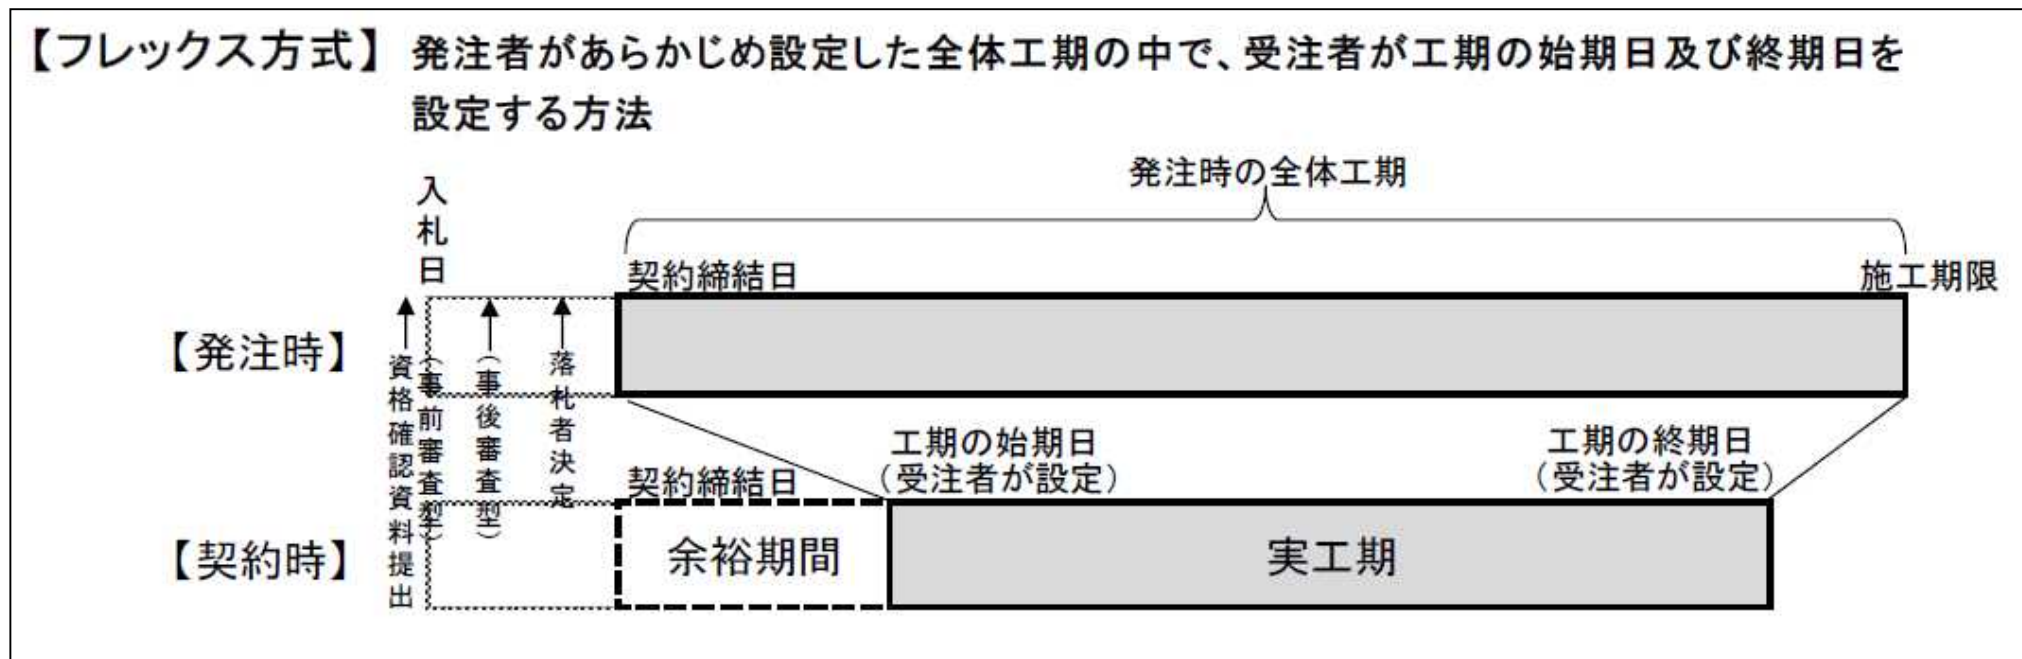 【フレックス方式】 発注者があらかじめ設定した全体工期の中で、受注者が工期の始期日及び終期日を
設定する方法
発注時の全体工期
入札日
契約締結日
施工期限
【発注時】
資格確認資料提出
(事前審査型)
(事後審査型)
落札者決定
工期の始期日
(受注者が設定)
工期の終期日
(受注者が設定)
契約締結日
【契約時】
余裕期間
実工期